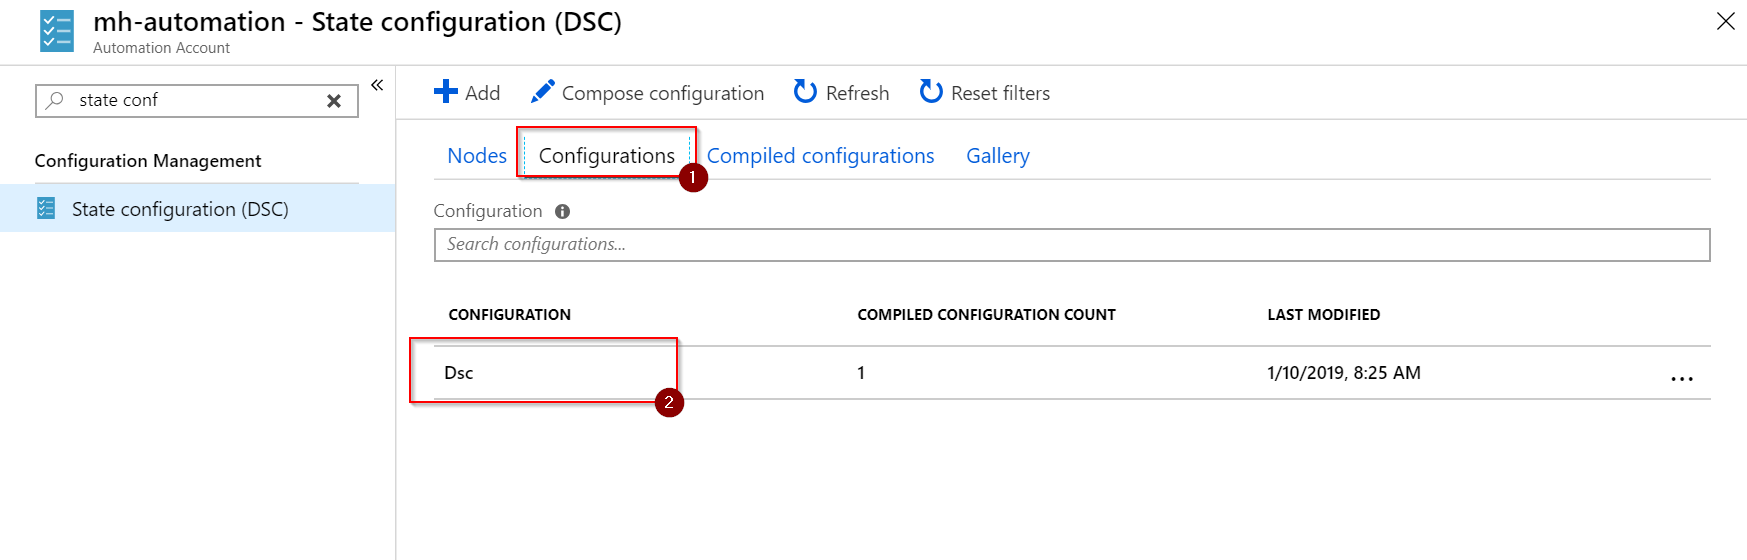 mh-automation - State configuration (DSC)
Automation Account
state conf
Configuration Management
State configuration (DSC)
Add Compose configuration Refresh Reset filters
Nodes Configurations Compiled configurations Gallery
1
Configuration
Search configurations...
CONFIGURATION COMPILED CONFIGURATION COUNT LAST MODIFIED
Dsc 1 1/10/2019, 8:25 AM
2